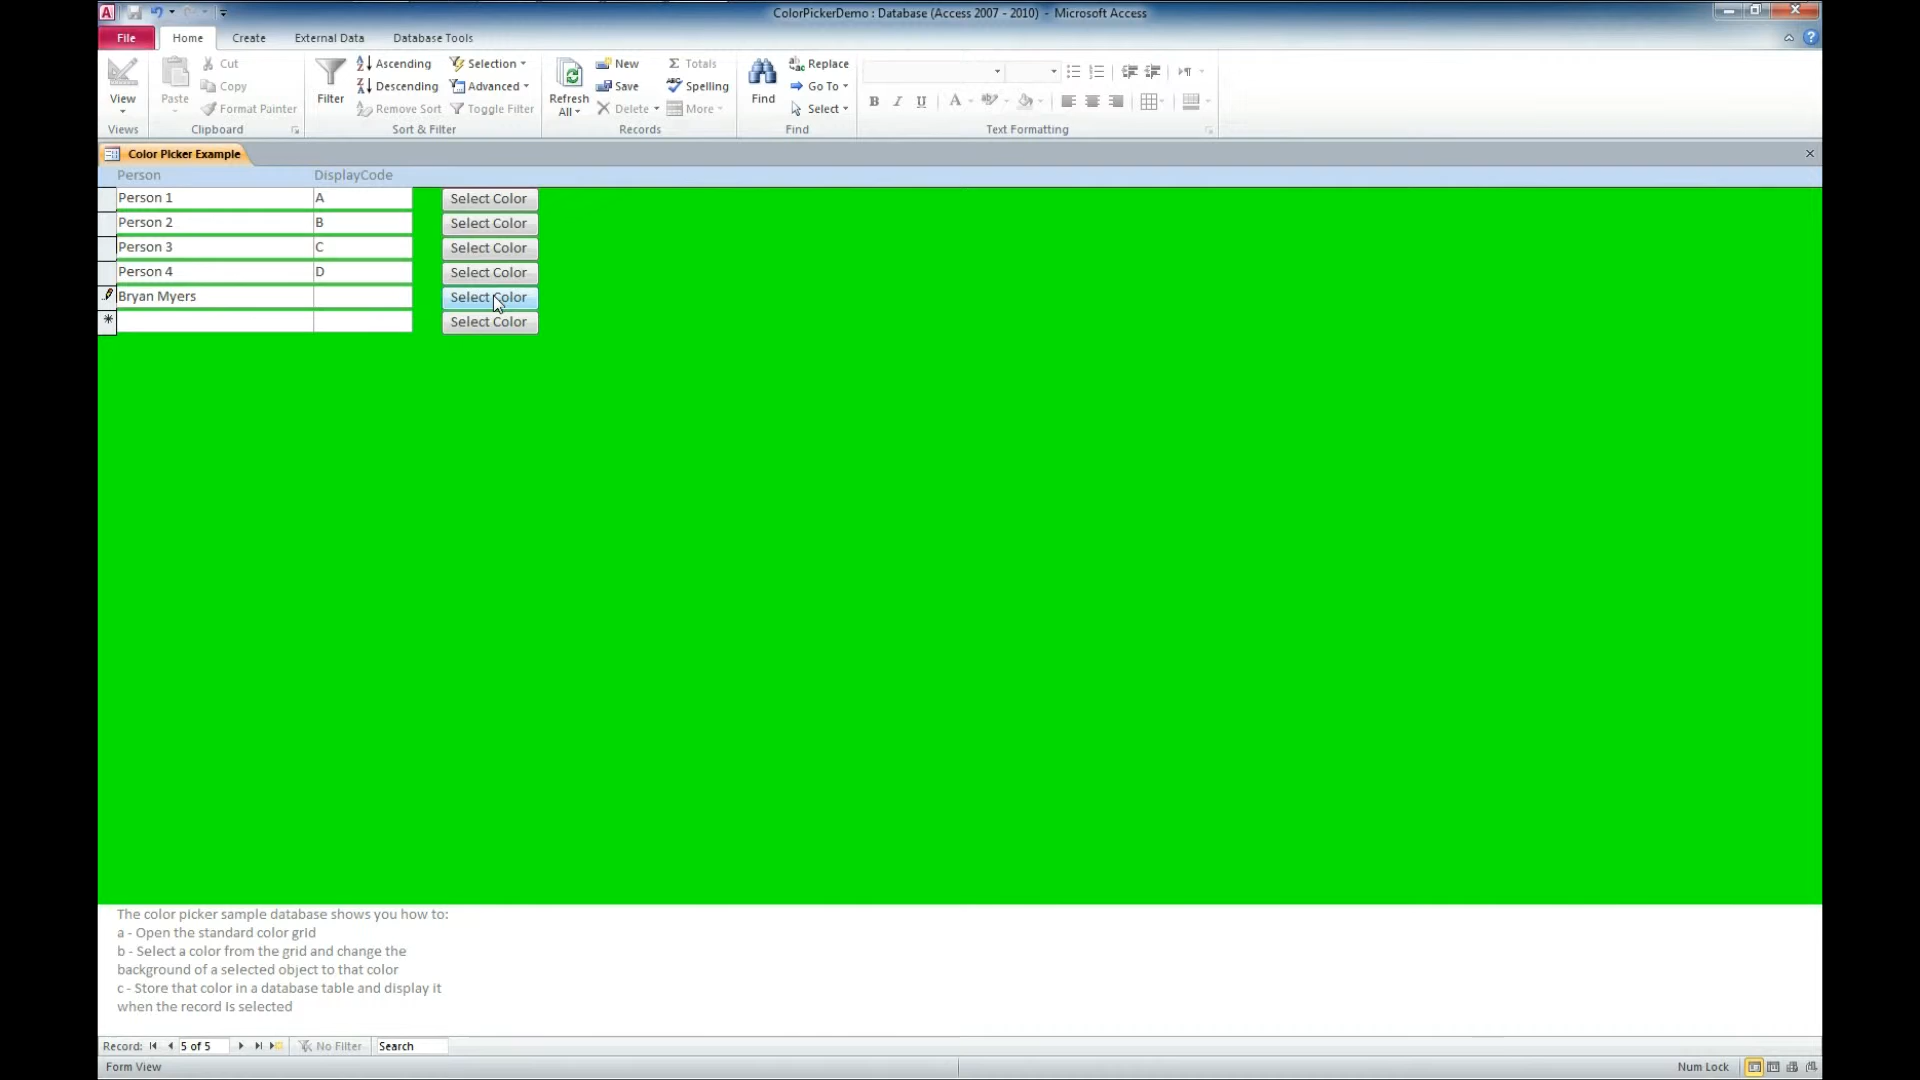 ColorPickerDemo : Database (Access 2007 - 2010) - Microsoft Access
File Home Create External Data Database Tools
View Paste Cut Copy Format Painter Filter Ascending Descending Remove Sort Selection Advanced Toggle Filter Refresh All New Save Delete Totals Spelling More Find Replace Go To Select B I U A
Views Clipboard Sort & Filter Records Find Text Formatting
Color Picker Example
Person DisplayCode
Person 1 A Select Color
Person 2 B Select Color
Person 3 C Select Color
Person 4 D Select Color
Bryan Myers Select Color
Select Color
The color picker sample database shows you how to:
a - Open the standard color grid
b - Select a color from the grid and change the
background of a selected object to that color
c - Store that color in a database table and display it
when the record is selected
Record: 5 of 5 No Filter Search
Form View Num Lock